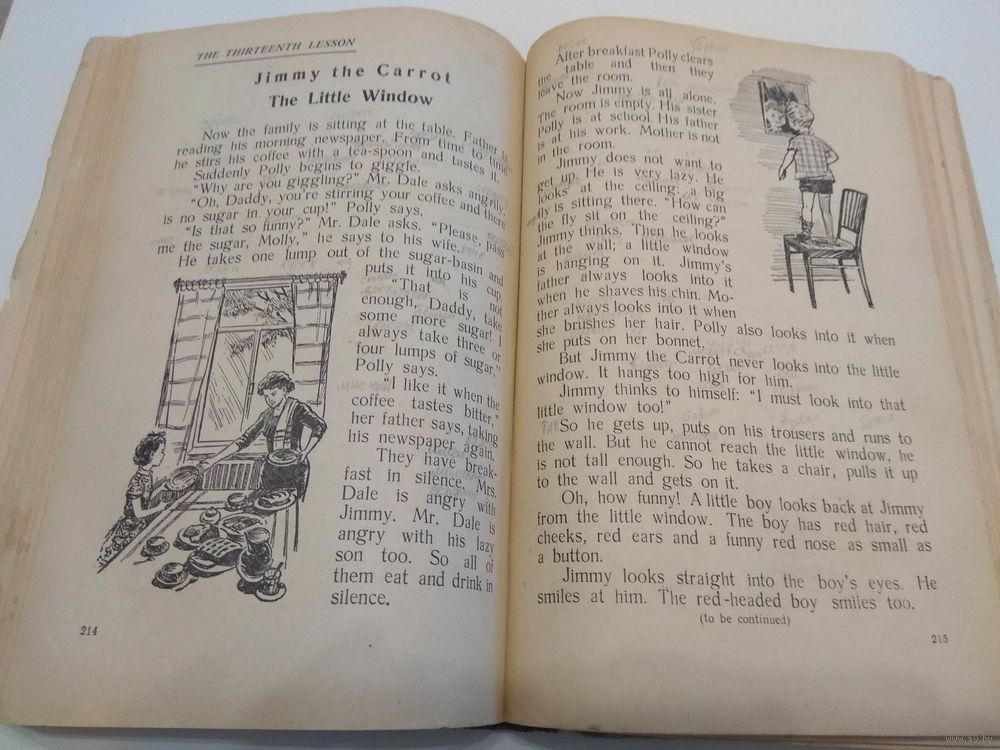 THE THIRTEENTH LESSON
Jimmy the Carrot
The Little Window
Now the family is sitting at the table. Father is
reading his morning newspaper. From time to time
he stirs his coffee with a tea-spoon and tastes it.
Suddenly Polly begins to giggle.
“Why are you giggling?” Mr. Dale asks angrily.
“Oh, Daddy, you’re stirring your coffee and there
is no sugar in your cup!” Polly says.
“Is that so funny?” Mr. Dale asks. “Please, pass
me the sugar, Molly,” he says to his wife.
He takes one lump out of the sugar-basin and
puts it into his cup.
“That is not
enough, Daddy, take
some more sugar! I
always take three or
four lumps of sugar,”
Polly says.
“I like it when the
coffee tastes bitter,”
her father says, taking
his newspaper again.
They have break-
fast in silence. Mrs.
Dale is angry with
Jimmy. Mr. Dale is
angry with his lazy
son too. So all of
them eat and drink in
silence.
214
After breakfast Polly clears
the table and then they
leave the room.
Now Jimmy is all alone.
The room is empty. His sister
Polly is at school. His father
is at his work. Mother is not
in the room.
Jimmy does not want to
get up. He is very lazy. He
looks at the ceiling: a big
fly is sitting there. “How can
the fly sit on the ceiling?”
Jimmy thinks. Then he looks
at the wall; a little window
is hanging on it. Jimmy’s
father always looks into it
when he shaves his chin. Mo-
ther always looks into it when
she brushes her hair. Polly also looks into it when
she puts on her bonnet.
But Jimmy the Carrot never looks into the little
window. It hangs too high for him.
Jimmy thinks to himself: “I must look into that
little window too!”
So he gets up, puts on his trousers and runs to
the wall. But he cannot reach the little window, he
is not tall enough. So he takes a chair, pulls it up
to the wall and gets on it.
Oh, how funny! A little boy looks back at Jimmy
from the little window. The boy has red hair, red
cheeks, red ears and a funny red nose as small as
a button.
Jimmy looks straight into the boy’s eyes. He
smiles at him. The red-headed boy smiles too.
(to be continued)
215
www.ay.by